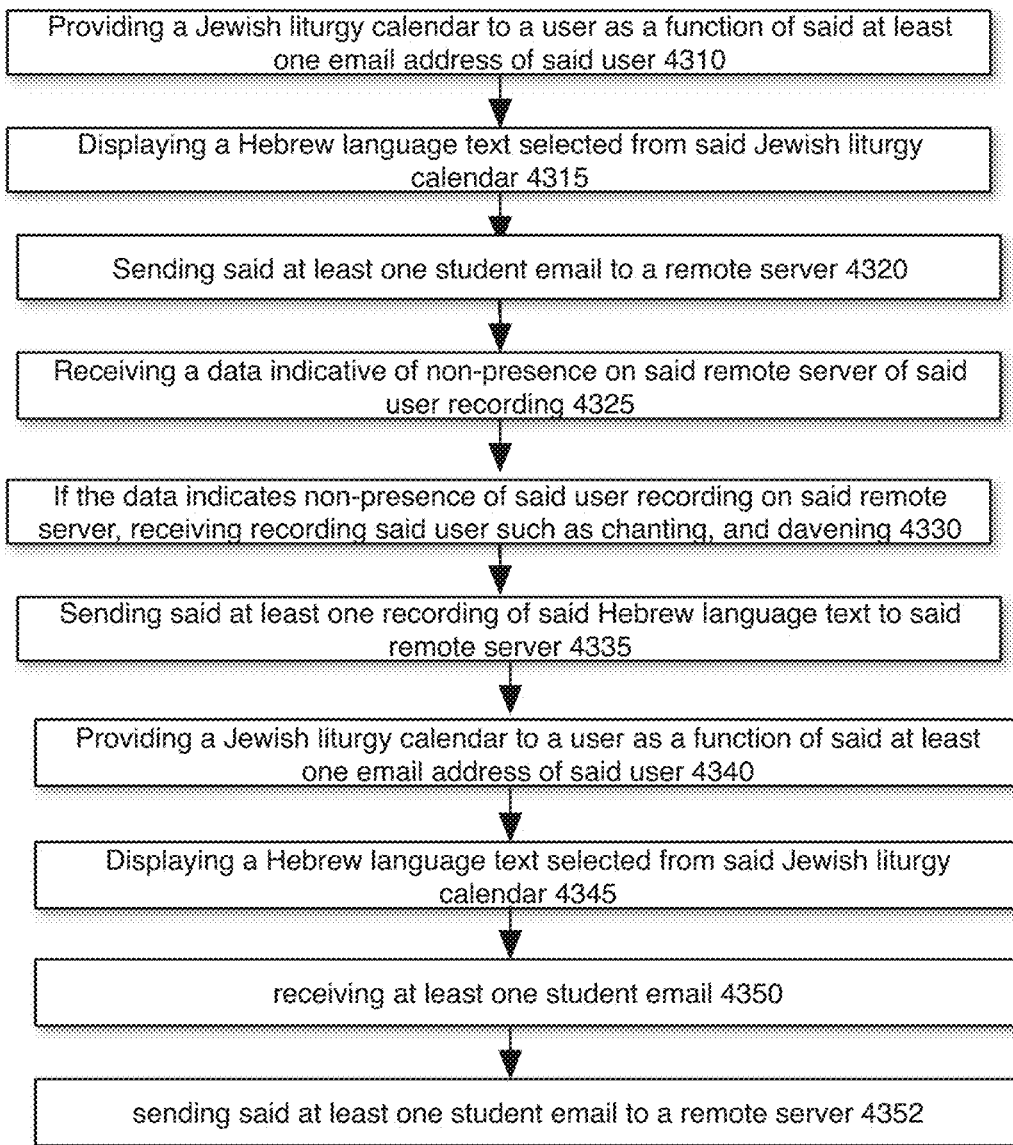 Providing a Jewish liturgy calendar to a user as a function of said at least
one email address of said user 4310
Displaying a Hebrew language text selected from said Jewish liturgy
calendar 4315
Sending said at least one student email to a remote server 4320
Receiving a data indicative of non-presence on said remote server of said
user recording 4325
If the data indicates non-presence of said user recording on said remote
server, receiving recording said user such as chanting, and davening 4330
Sending said at least one recording of said Hebrew language text to said
remote server 4335
Providing a Jewish liturgy calendar to a user as a function of said at least
one email address of said user 4340
Displaying a Hebrew language text selected from said Jewish liturgy
calendar 4345
receiving at least one student email 4350
sending said at least one student email to a remote server 4352